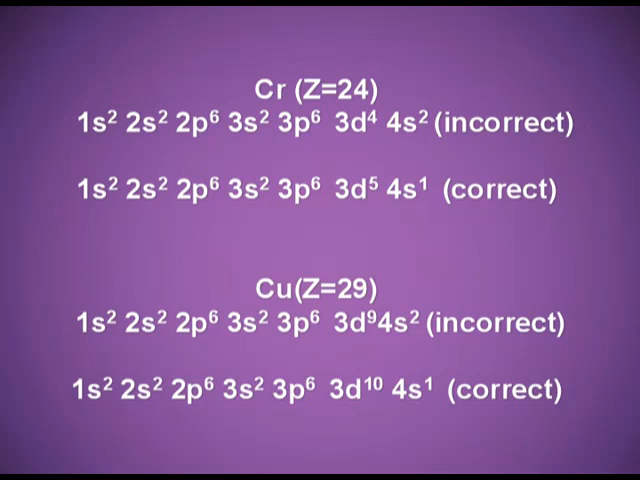 Cr (Z=24)
1s² 2s² 2p⁶ 3s² 3p⁶ 3d⁴ 4s² (incorrect)
1s² 2s² 2p⁶ 3s² 3p⁶ 3d⁵ 4s¹ (correct)
Cu(Z=29)
1s² 2s² 2p⁶ 3s² 3p⁶ 3d⁹4s² (incorrect)
1s² 2s² 2p⁶ 3s² 3p⁶ 3d¹⁰ 4s¹ (correct)